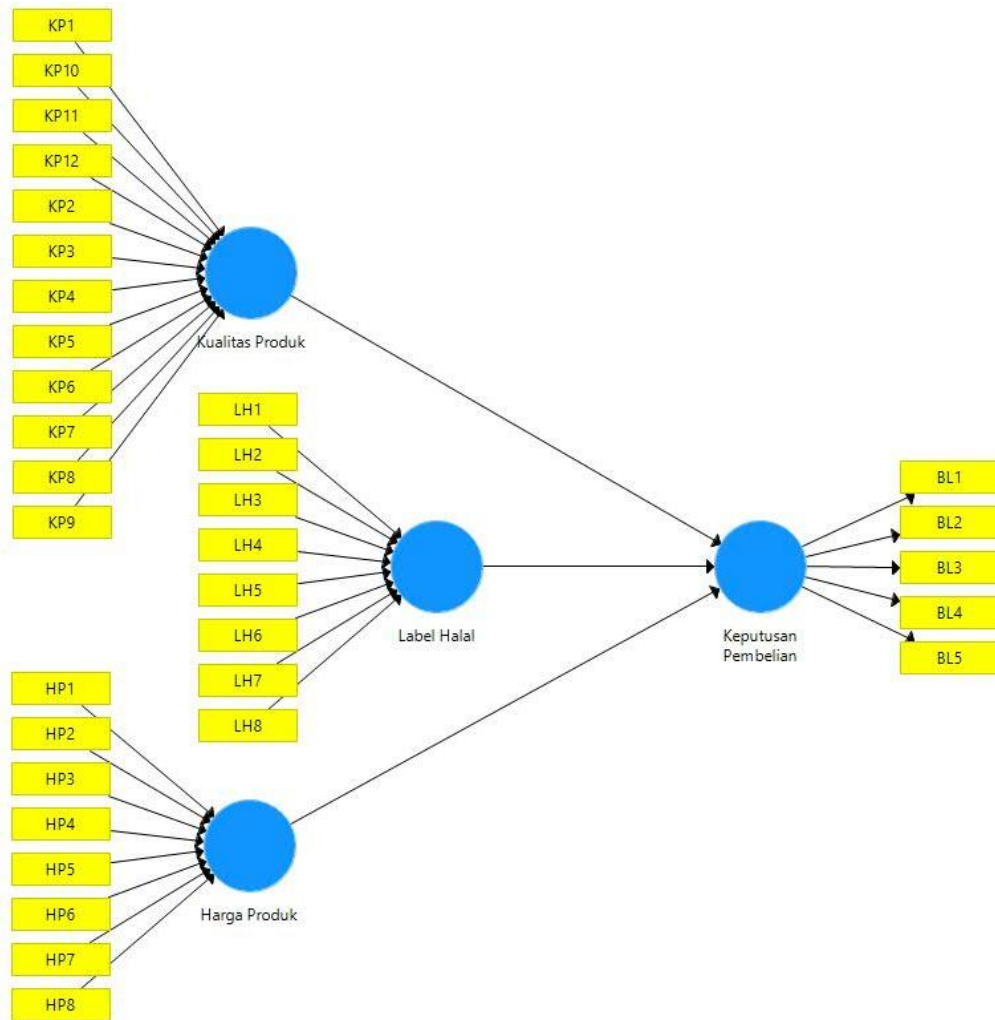 KP1
KP10
KP11
KP12
KP2
KP3
KP4
KP5
KP6
KP7
KP8
KP9
Kualitas Produk
LH1
LH2
LH3
LH4
LH5
LH6
LH7
LH8
Label Halal
HP1
HP2
HP3
HP4
HP5
HP6
HP7
HP8
Harga Produk
Keputusan
Pembelian
BL1
BL2
BL3
BL4
BL5